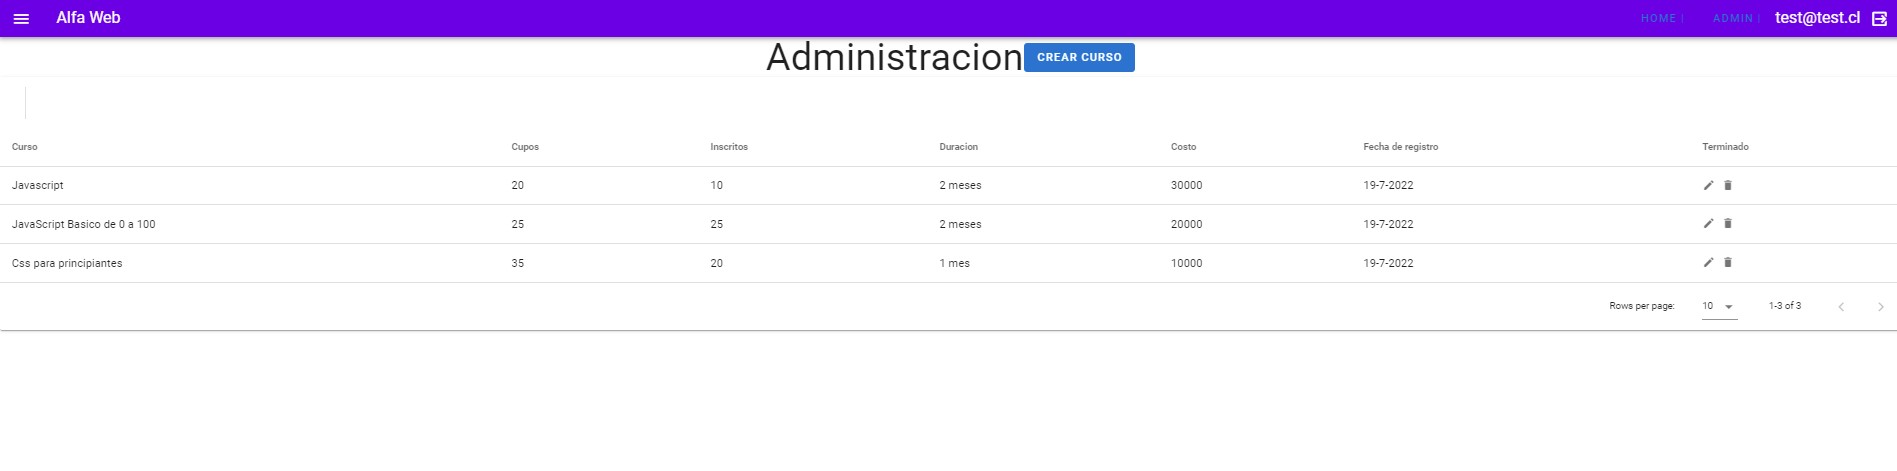 Alfa Web HOME | ADMIN | test@test.cl
Administracion CREAR CURSO
Curso Cupos Inscritos Duracion Costo Fecha de registro Terminado
Javascript 20 10 2 meses 30000 19-7-2022
JavaScript Basico de 0 a 100 25 25 2 meses 20000 19-7-2022
Css para principiantes 35 20 1 mes 10000 19-7-2022
Rows per page: 10 1-3 of 3